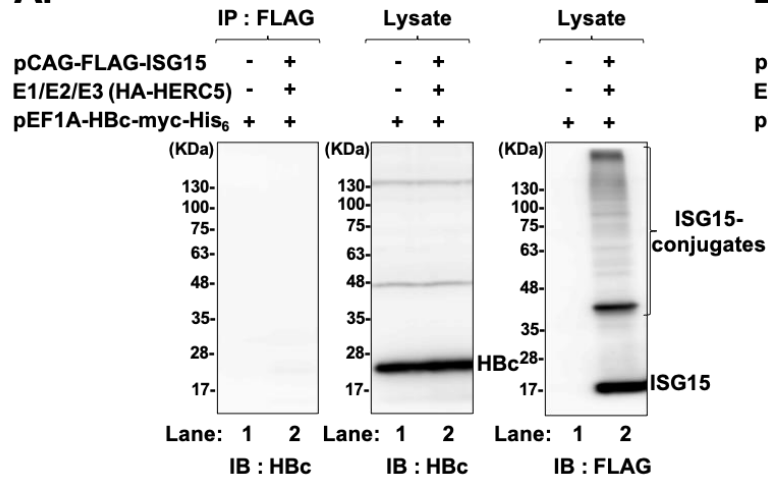 IP : FLAG Lysate Lysate
pCAG-FLAG-ISG15 - + - + - +
E1/E2/E3 (HA-HERC5) - + - + - +
pEF1A-HBc-myc-His6 + + + + + +
(KDa) (KDa) (KDa)
130- 130- 130-
100- 100- 100-
75- 75- 75-
63- 63- 63-
48- 48- 48-
35- 35- 35-
28- 28- 28-
17- 17- 17-
ISG15-
conjugates
HBc
ISG15
Lane: 1 2 Lane: 1 2 Lane: 1 2
IB : HBc IB : HBc IB : FLAG
p
E
p